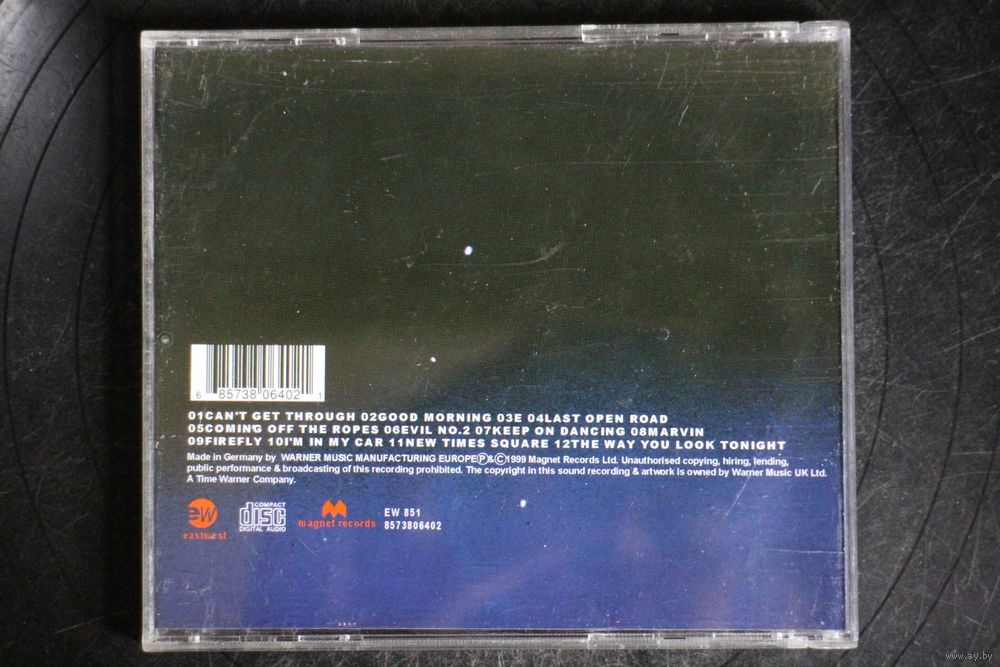 6 85738 06402 1
01CAN'T GET THROUGH 02GOOD MORNING 03E 04LAST OPEN ROAD
05COMING OFF THE ROPES 06EVIL NO.2 07KEEP ON DANCING 08MARVIN
09FIREFLY 10I'M IN MY CAR 11NEW TIMES SQUARE 12THE WAY YOU LOOK TONIGHT
Made in Germany by WARNER MUSIC MANUFACTURING EUROPE Ⓟ&©1999 Magnet Records Ltd. Unauthorised copying, hiring, lending,
public performance & broadcasting of this recording prohibited. The copyright in this sound recording & artwork is owned by Warner Music UK Ltd.
A Time Warner Company.
ew
eastwest
COMPACT
disc
DIGITAL AUDIO
magnet records
EW 851
8573806402
www.ay.by